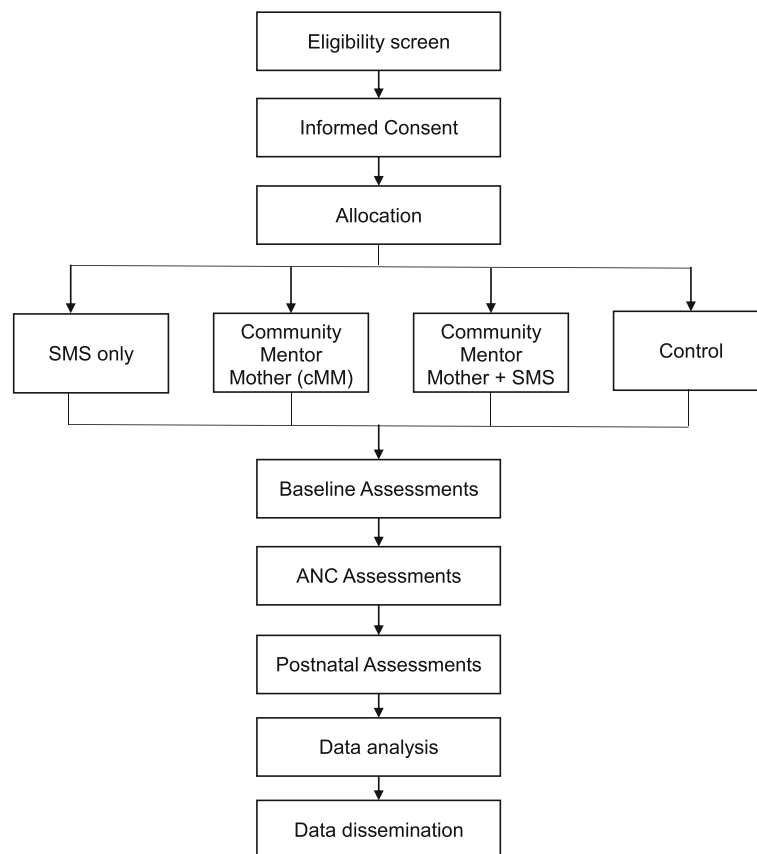 Eligibility screen
Informed Consent
Allocation
SMS only
Community
Mentor
Mother (cMM)
Community
Mentor
Mother + SMS
Control
Baseline Assessments
ANC Assessments
Postnatal Assessments
Data analysis
Data dissemination